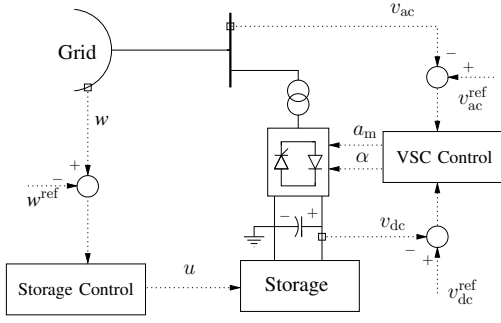 v_ac
Grid
− +
v_ac^ref
w
a_m
α
VSC Control
+
−
w^ref
− +
v_dc
− +
v_dc^ref
u
Storage Control
Storage